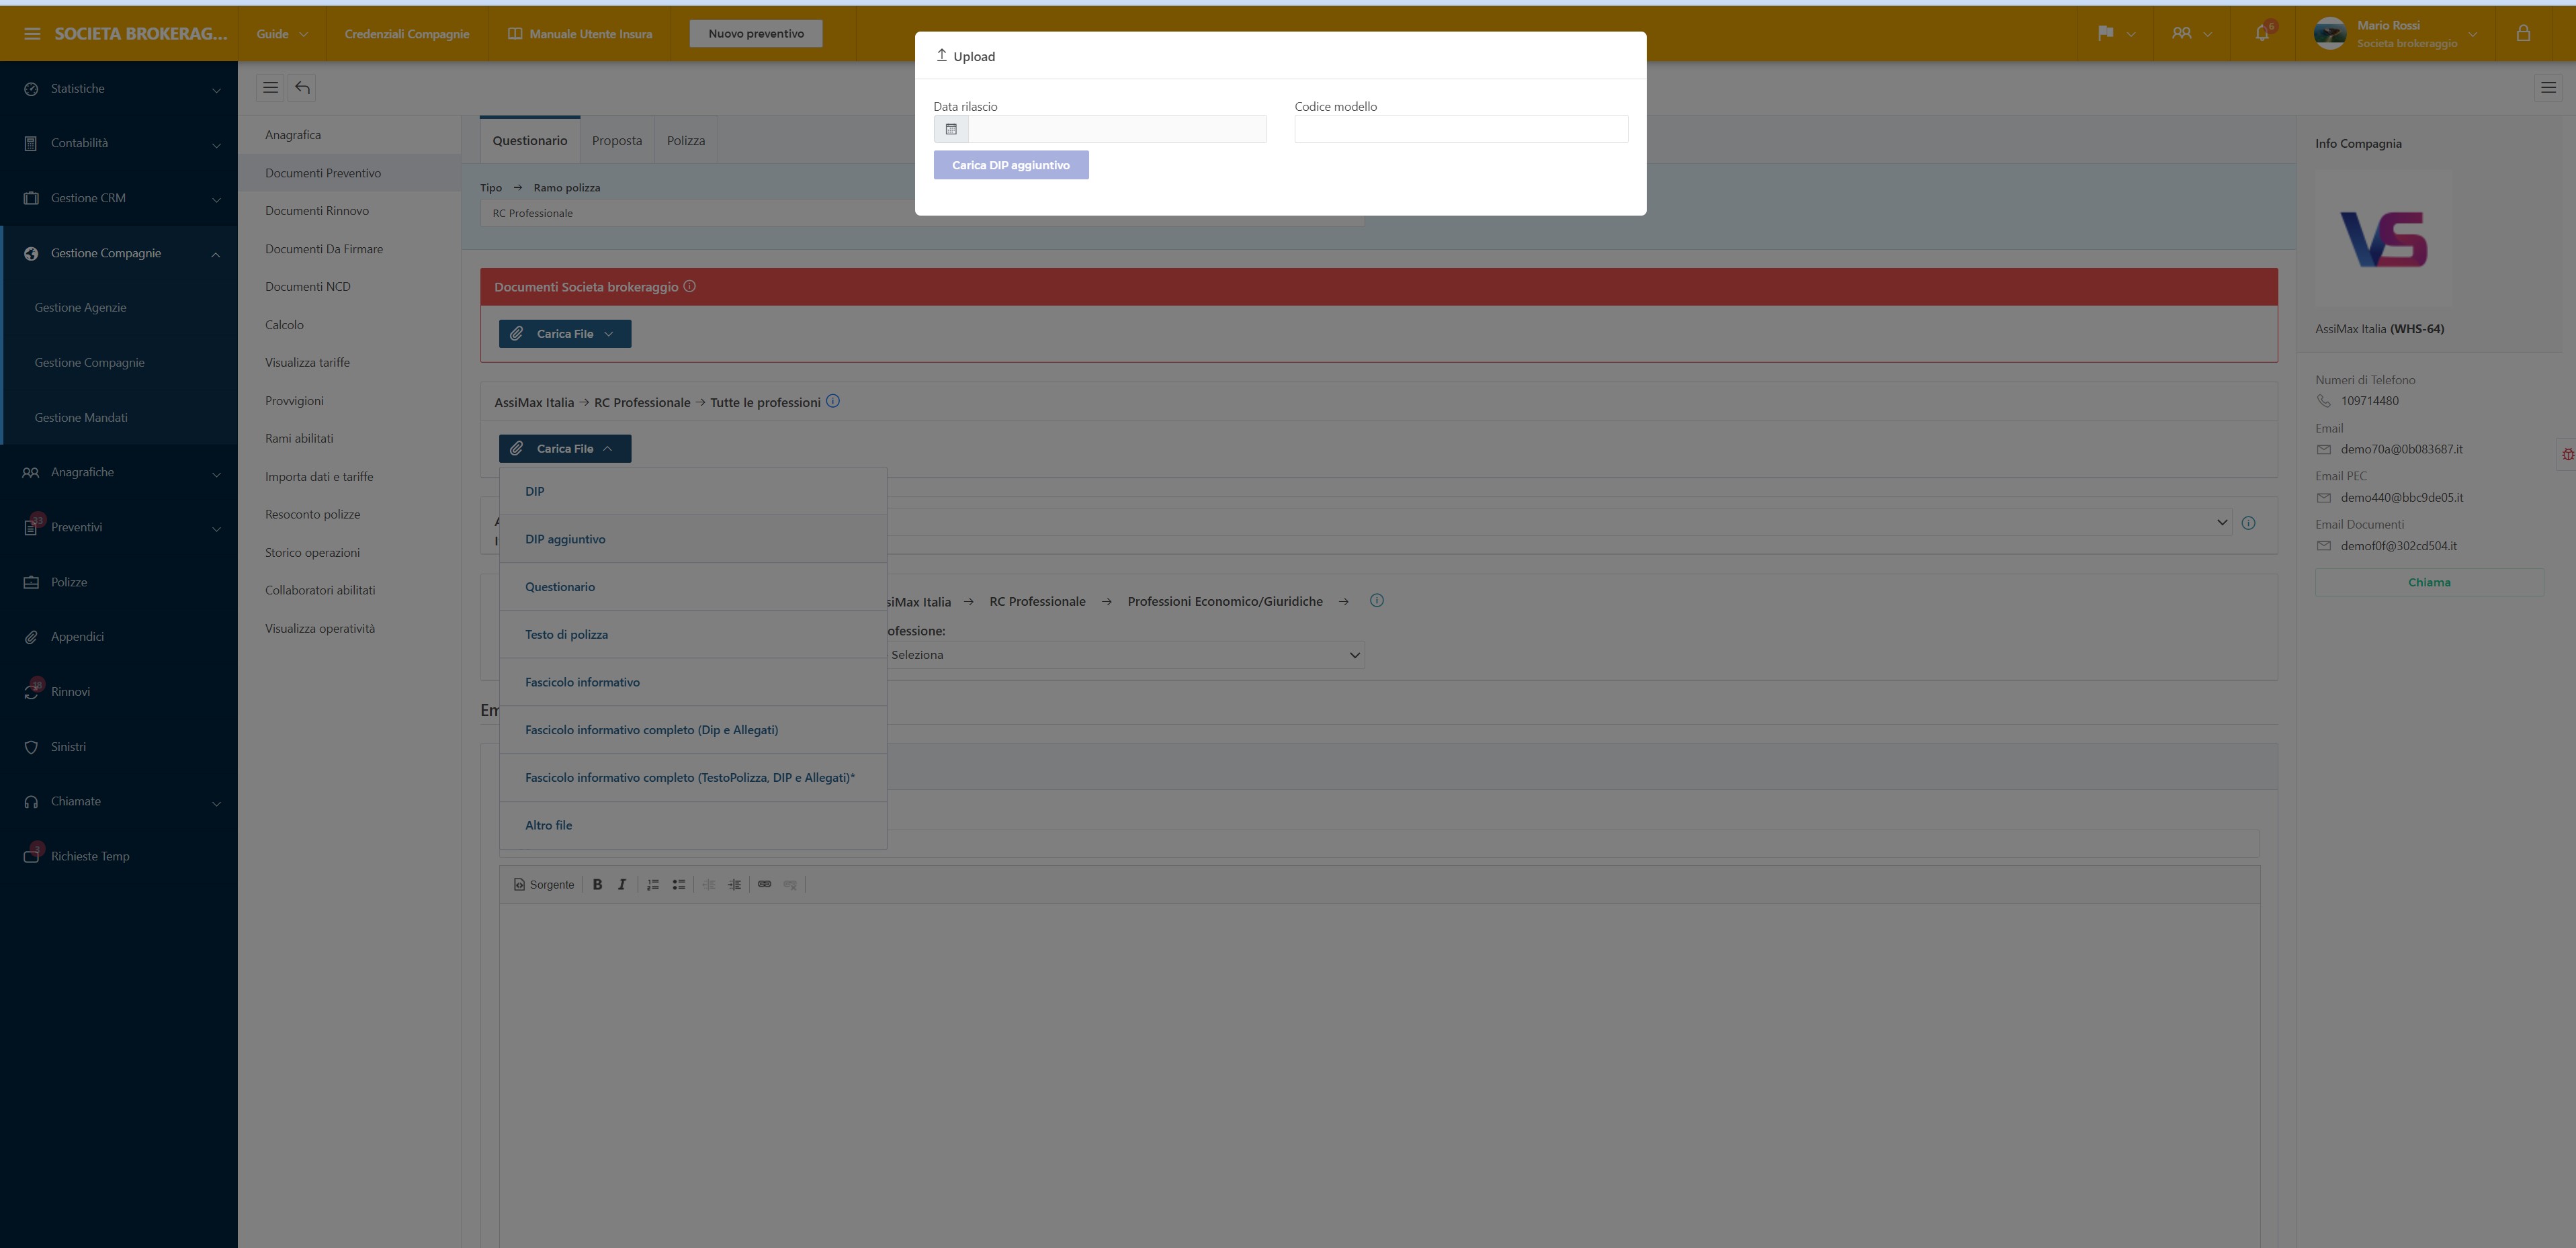 SOCIETA BROKERAG...
Guide
Credenziali Compagnie
Manuale Utente Insura
Nuovo preventivo
6
Mario Rossi
Societa brokeraggio
Upload
Data rilascio
Codice modello
Carica DIP aggiuntivo
Statistiche
Contabilità
Gestione CRM
Gestione Compagnie
Gestione Agenzie
Gestione Compagnie
Gestione Mandati
Anagrafiche
Preventivi
Polizze
Appendici
Rinnovi
Sinistri
Chiamate
3
Richieste Temp
Anagrafica
Documenti Preventivo
Documenti Rinnovo
Documenti Da Firmare
Documenti NCD
Calcolo
Visualizza tariffe
Provvigioni
Rami abilitati
Importa dati e tariffe
Resoconto polizze
Storico operazioni
Collaboratori abilitati
Visualizza operatività
Questionario
Proposta
Polizza
Tipo → Ramo polizza
RC Professionale
Documenti Societa brokeraggio
Carica File
AssiMax Italia → RC Professionale → Tutte le professioni
Carica File
DIP
DIP aggiuntivo
Questionario
Testo di polizza
Fascicolo informativo
Fascicolo informativo completo (Dip e Allegati)
Fascicolo informativo completo (TestoPolizza, DIP e Allegati)*
Altro file
siMax Italia → RC Professionale → Professioni Economico/Giuridiche →
ofessione:
Seleziona
Em
Sorgente
Info Compagnia
VS
AssiMax Italia (WHS-64)
Numeri di Telefono
109714480
Email
demo70a@0b083687.it
Email PEC
demo440@bbc9de05.it
Email Documenti
demof0f@302cd504.it
Chiama